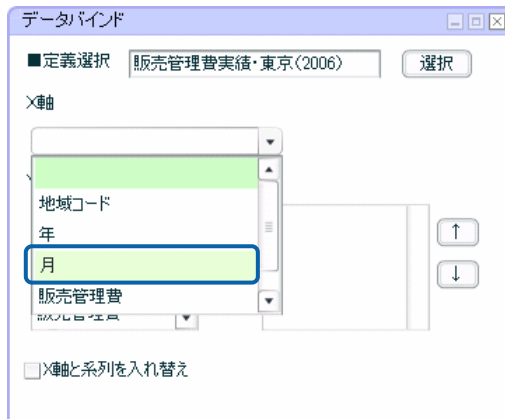 データバインド
■定義選択 販売管理費実績・東京(2006) 選択
X軸
地域コード
年
月
販売管理費
販売管理費
↑
↓
X軸と系列を入れ替え